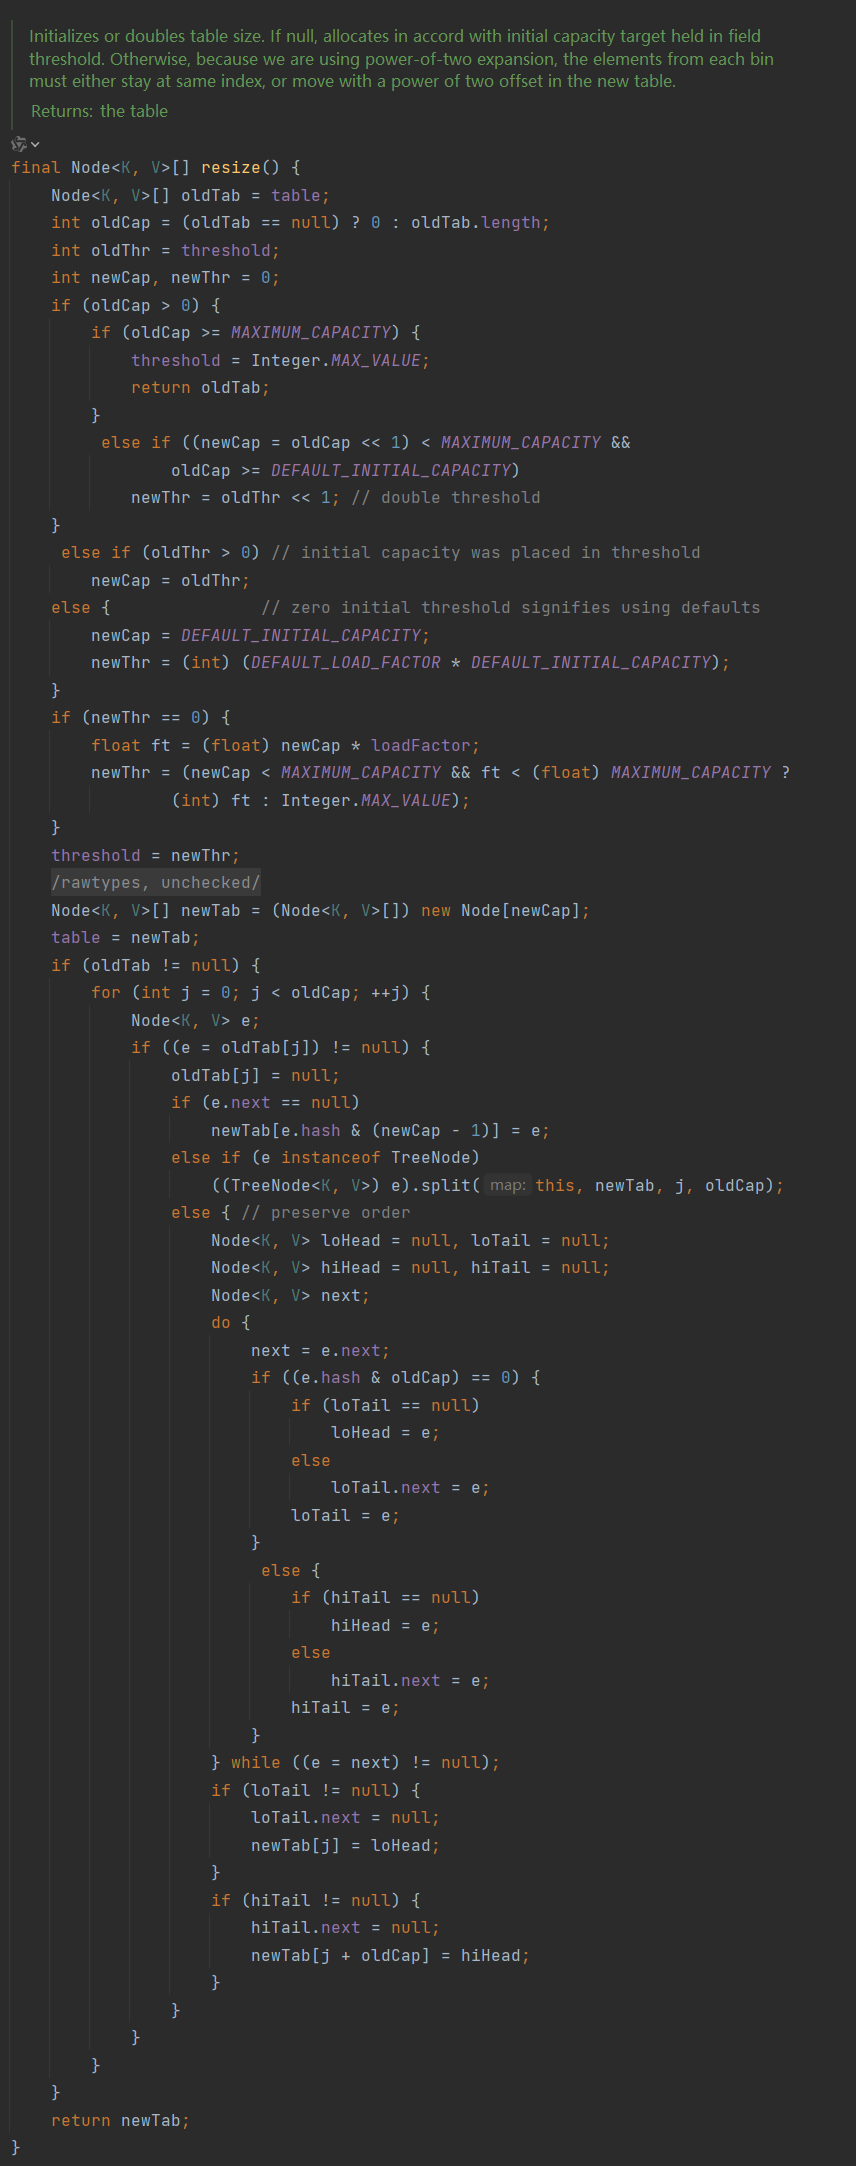 Initializes or doubles table size. If null, allocates in accord with initial capacity target held in field
threshold. Otherwise, because we are using power-of-two expansion, the elements from each bin
must either stay at same index, or move with a power of two offset in the new table.
Returns: the table
final Node<K, V>[] resize() {
    Node<K, V>[] oldTab = table;
    int oldCap = (oldTab == null) ? 0 : oldTab.length;
    int oldThr = threshold;
    int newCap, newThr = 0;
    if (oldCap > 0) {
        if (oldCap >= MAXIMUM_CAPACITY) {
            threshold = Integer.MAX_VALUE;
            return oldTab;
        }
         else if ((newCap = oldCap << 1) < MAXIMUM_CAPACITY &&
                oldCap >= DEFAULT_INITIAL_CAPACITY)
            newThr = oldThr << 1; // double threshold
    }
     else if (oldThr > 0) // initial capacity was placed in threshold
        newCap = oldThr;
    else {               // zero initial threshold signifies using defaults
        newCap = DEFAULT_INITIAL_CAPACITY;
        newThr = (int) (DEFAULT_LOAD_FACTOR * DEFAULT_INITIAL_CAPACITY);
    }
    if (newThr == 0) {
        float ft = (float) newCap * loadFactor;
        newThr = (newCap < MAXIMUM_CAPACITY && ft < (float) MAXIMUM_CAPACITY ?
                (int) ft : Integer.MAX_VALUE);
    }
    threshold = newThr;
    /rawtypes, unchecked/
    Node<K, V>[] newTab = (Node<K, V>[]) new Node[newCap];
    table = newTab;
    if (oldTab != null) {
        for (int j = 0; j < oldCap; ++j) {
            Node<K, V> e;
            if ((e = oldTab[j]) != null) {
                oldTab[j] = null;
                if (e.next == null)
                    newTab[e.hash & (newCap - 1)] = e;
                else if (e instanceof TreeNode)
                    ((TreeNode<K, V>) e).split( map: this, newTab, j, oldCap);
                else { // preserve order
                    Node<K, V> loHead = null, loTail = null;
                    Node<K, V> hiHead = null, hiTail = null;
                    Node<K, V> next;
                    do {
                        next = e.next;
                        if ((e.hash & oldCap) == 0) {
                            if (loTail == null)
                                loHead = e;
                            else
                                loTail.next = e;
                            loTail = e;
                        }
                         else {
                            if (hiTail == null)
                                hiHead = e;
                            else
                                hiTail.next = e;
                            hiTail = e;
                        }
                    } while ((e = next) != null);
                    if (loTail != null) {
                        loTail.next = null;
                        newTab[j] = loHead;
                    }
                    if (hiTail != null) {
                        hiTail.next = null;
                        newTab[j + oldCap] = hiHead;
                    }
                }
            }
        }
    }
    return newTab;
}